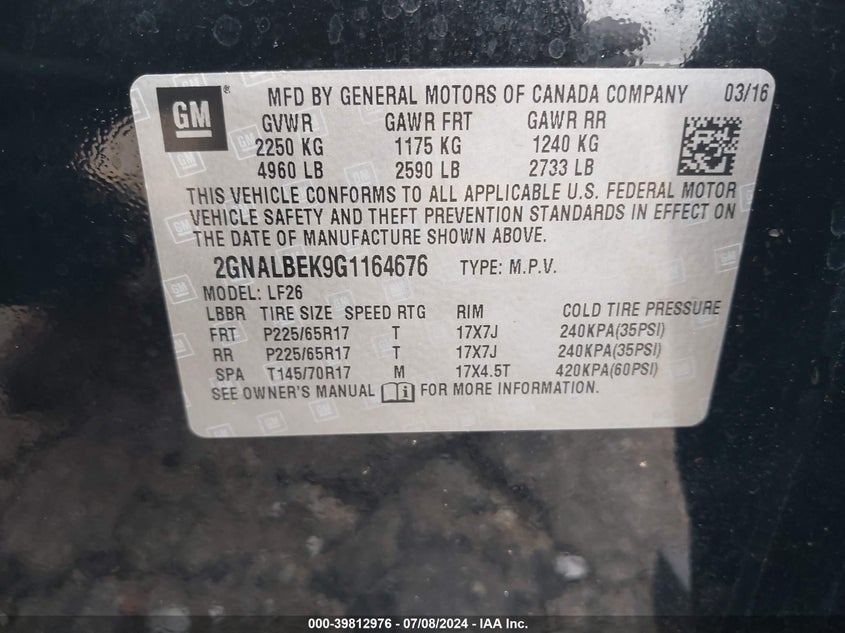 GM ® MFD BY GENERAL MOTORS OF CANADA COMPANY 03/16
GVWR GAWR FRT GAWR RR
2250 KG 1175 KG 1240 KG
4960 LB 2590 LB 2733 LB
THIS VEHICLE CONFORMS TO ALL APPLICABLE U.S. FEDERAL MOTOR
VEHICLE SAFETY AND THEFT PREVENTION STANDARDS IN EFFECT ON
THE DATE OF MANUFACTURE SHOWN ABOVE.
2GNALBEK9G1164676 TYPE: M.P.V.
MODEL: LF26
LBBR TIRE SIZE SPEED RTG RIM COLD TIRE PRESSURE
FRT P225/65R17 T 17X7J 240KPA(35PSI)
RR P225/65R17 T 17X7J 240KPA(35PSI)
SPA T145/70R17 M 17X4.5T 420KPA(60PSI)
SEE OWNER'S MANUAL FOR MORE INFORMATION.
000-39812976 - 07/08/2024 - IAA Inc.